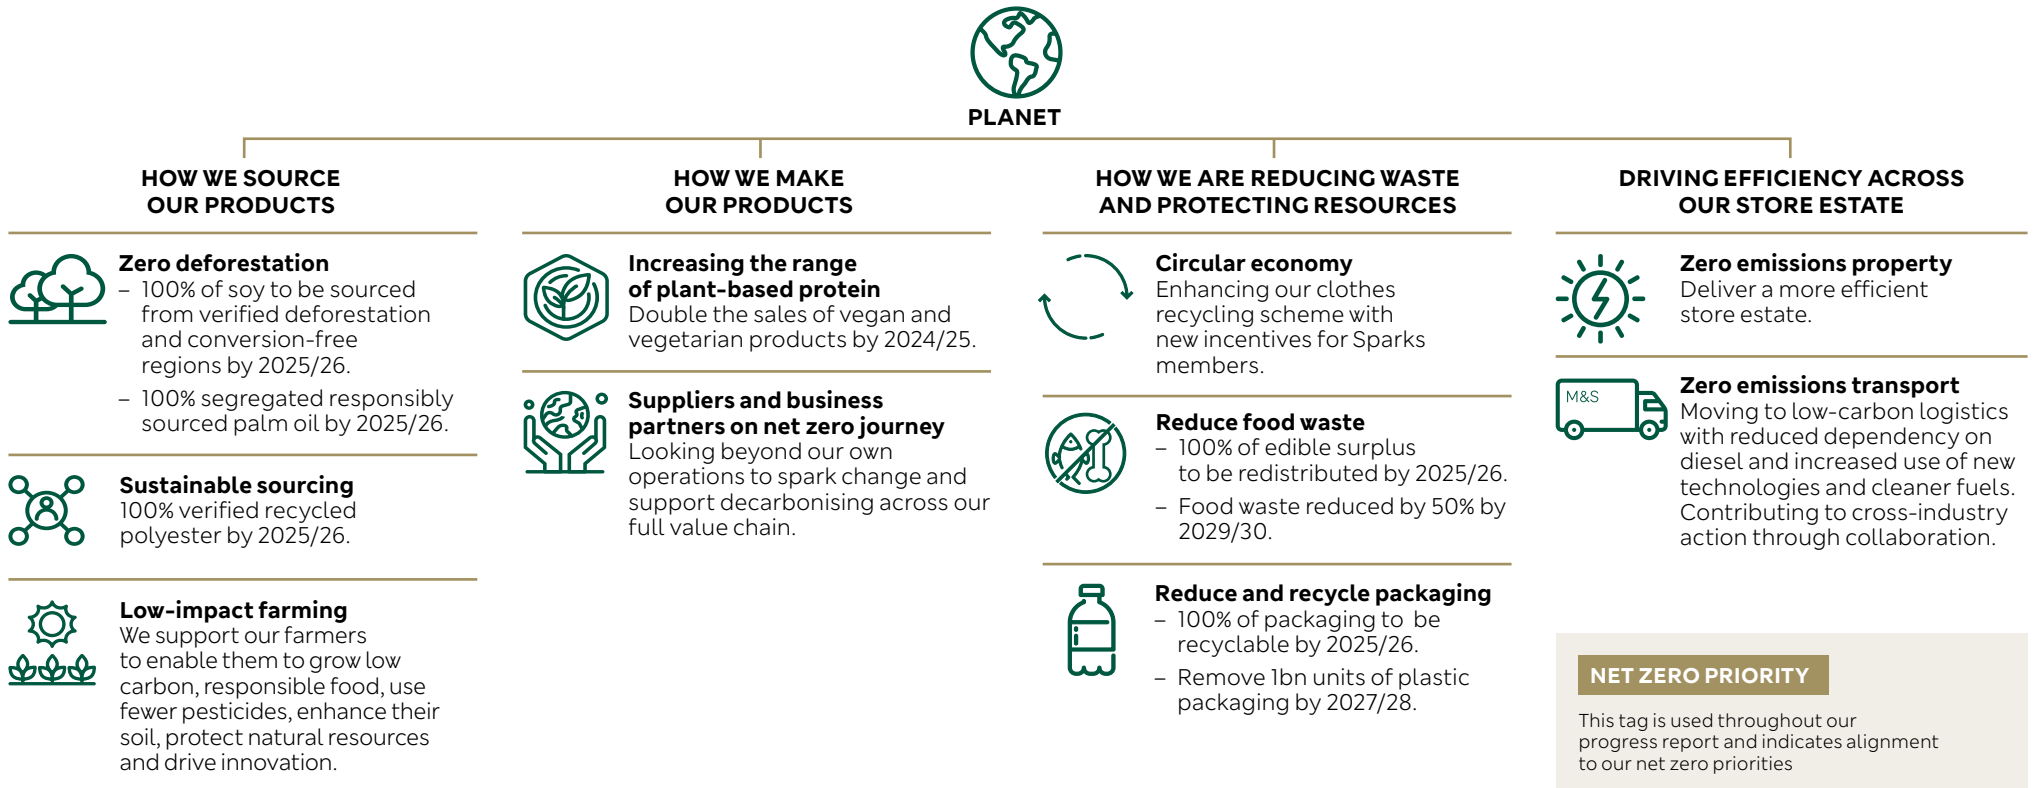 PLANET
HOW WE SOURCE
OUR PRODUCTS
Zero deforestation
– 100% of soy to be sourced
from verified deforestation
and conversion-free
regions by 2025/26.
– 100% segregated responsibly
sourced palm oil by 2025/26.
Sustainable sourcing
100% verified recycled
polyester by 2025/26.
Low-impact farming
We support our farmers
to enable them to grow low
carbon, responsible food, use
fewer pesticides, enhance their
soil, protect natural resources
and drive innovation.
HOW WE MAKE
OUR PRODUCTS
Increasing the range
of plant-based protein
Double the sales of vegan and
vegetarian products by 2024/25.
Suppliers and business
partners on net zero journey
Looking beyond our own
operations to spark change and
support decarbonising across our
full value chain.
HOW WE ARE REDUCING WASTE
AND PROTECTING RESOURCES
Circular economy
Enhancing our clothes
recycling scheme with
new incentives for Sparks
members.
Reduce food waste
– 100% of edible surplus
to be redistributed by 2025/26.
– Food waste reduced by 50% by
2029/30.
Reduce and recycle packaging
– 100% of packaging to be
recyclable by 2025/26.
– Remove 1bn units of plastic
packaging by 2027/28.
DRIVING EFFICIENCY ACROSS
OUR STORE ESTATE
Zero emissions property
Deliver a more efficient
store estate.
M&S
Zero emissions transport
Moving to low-carbon logistics
with reduced dependency on
diesel and increased use of new
technologies and cleaner fuels.
Contributing to cross-industry
action through collaboration.
NET ZERO PRIORITY
This tag is used throughout our
progress report and indicates alignment
to our net zero priorities